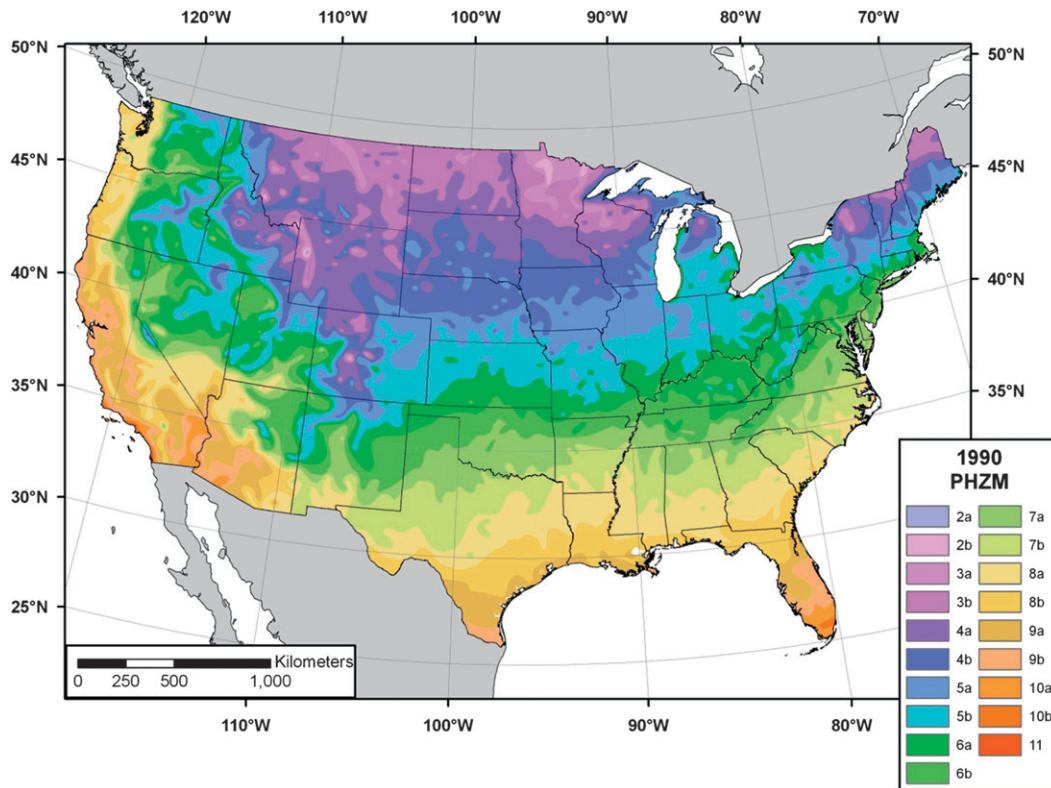 120°W 110°W 100°W 90°W 80°W 70°W
50°N 50°N
45°N 45°N
40°N 40°N
35°N 35°N
30°N
25°N
Kilometers
0 250 500 1,000
110°W 100°W 90°W 80°W
1990
PHZM
2a 7a
2b 7b
3a 8a
3b 8b
4a 9a
4b 9b
5a 10a
5b 10b
6a 11
6b